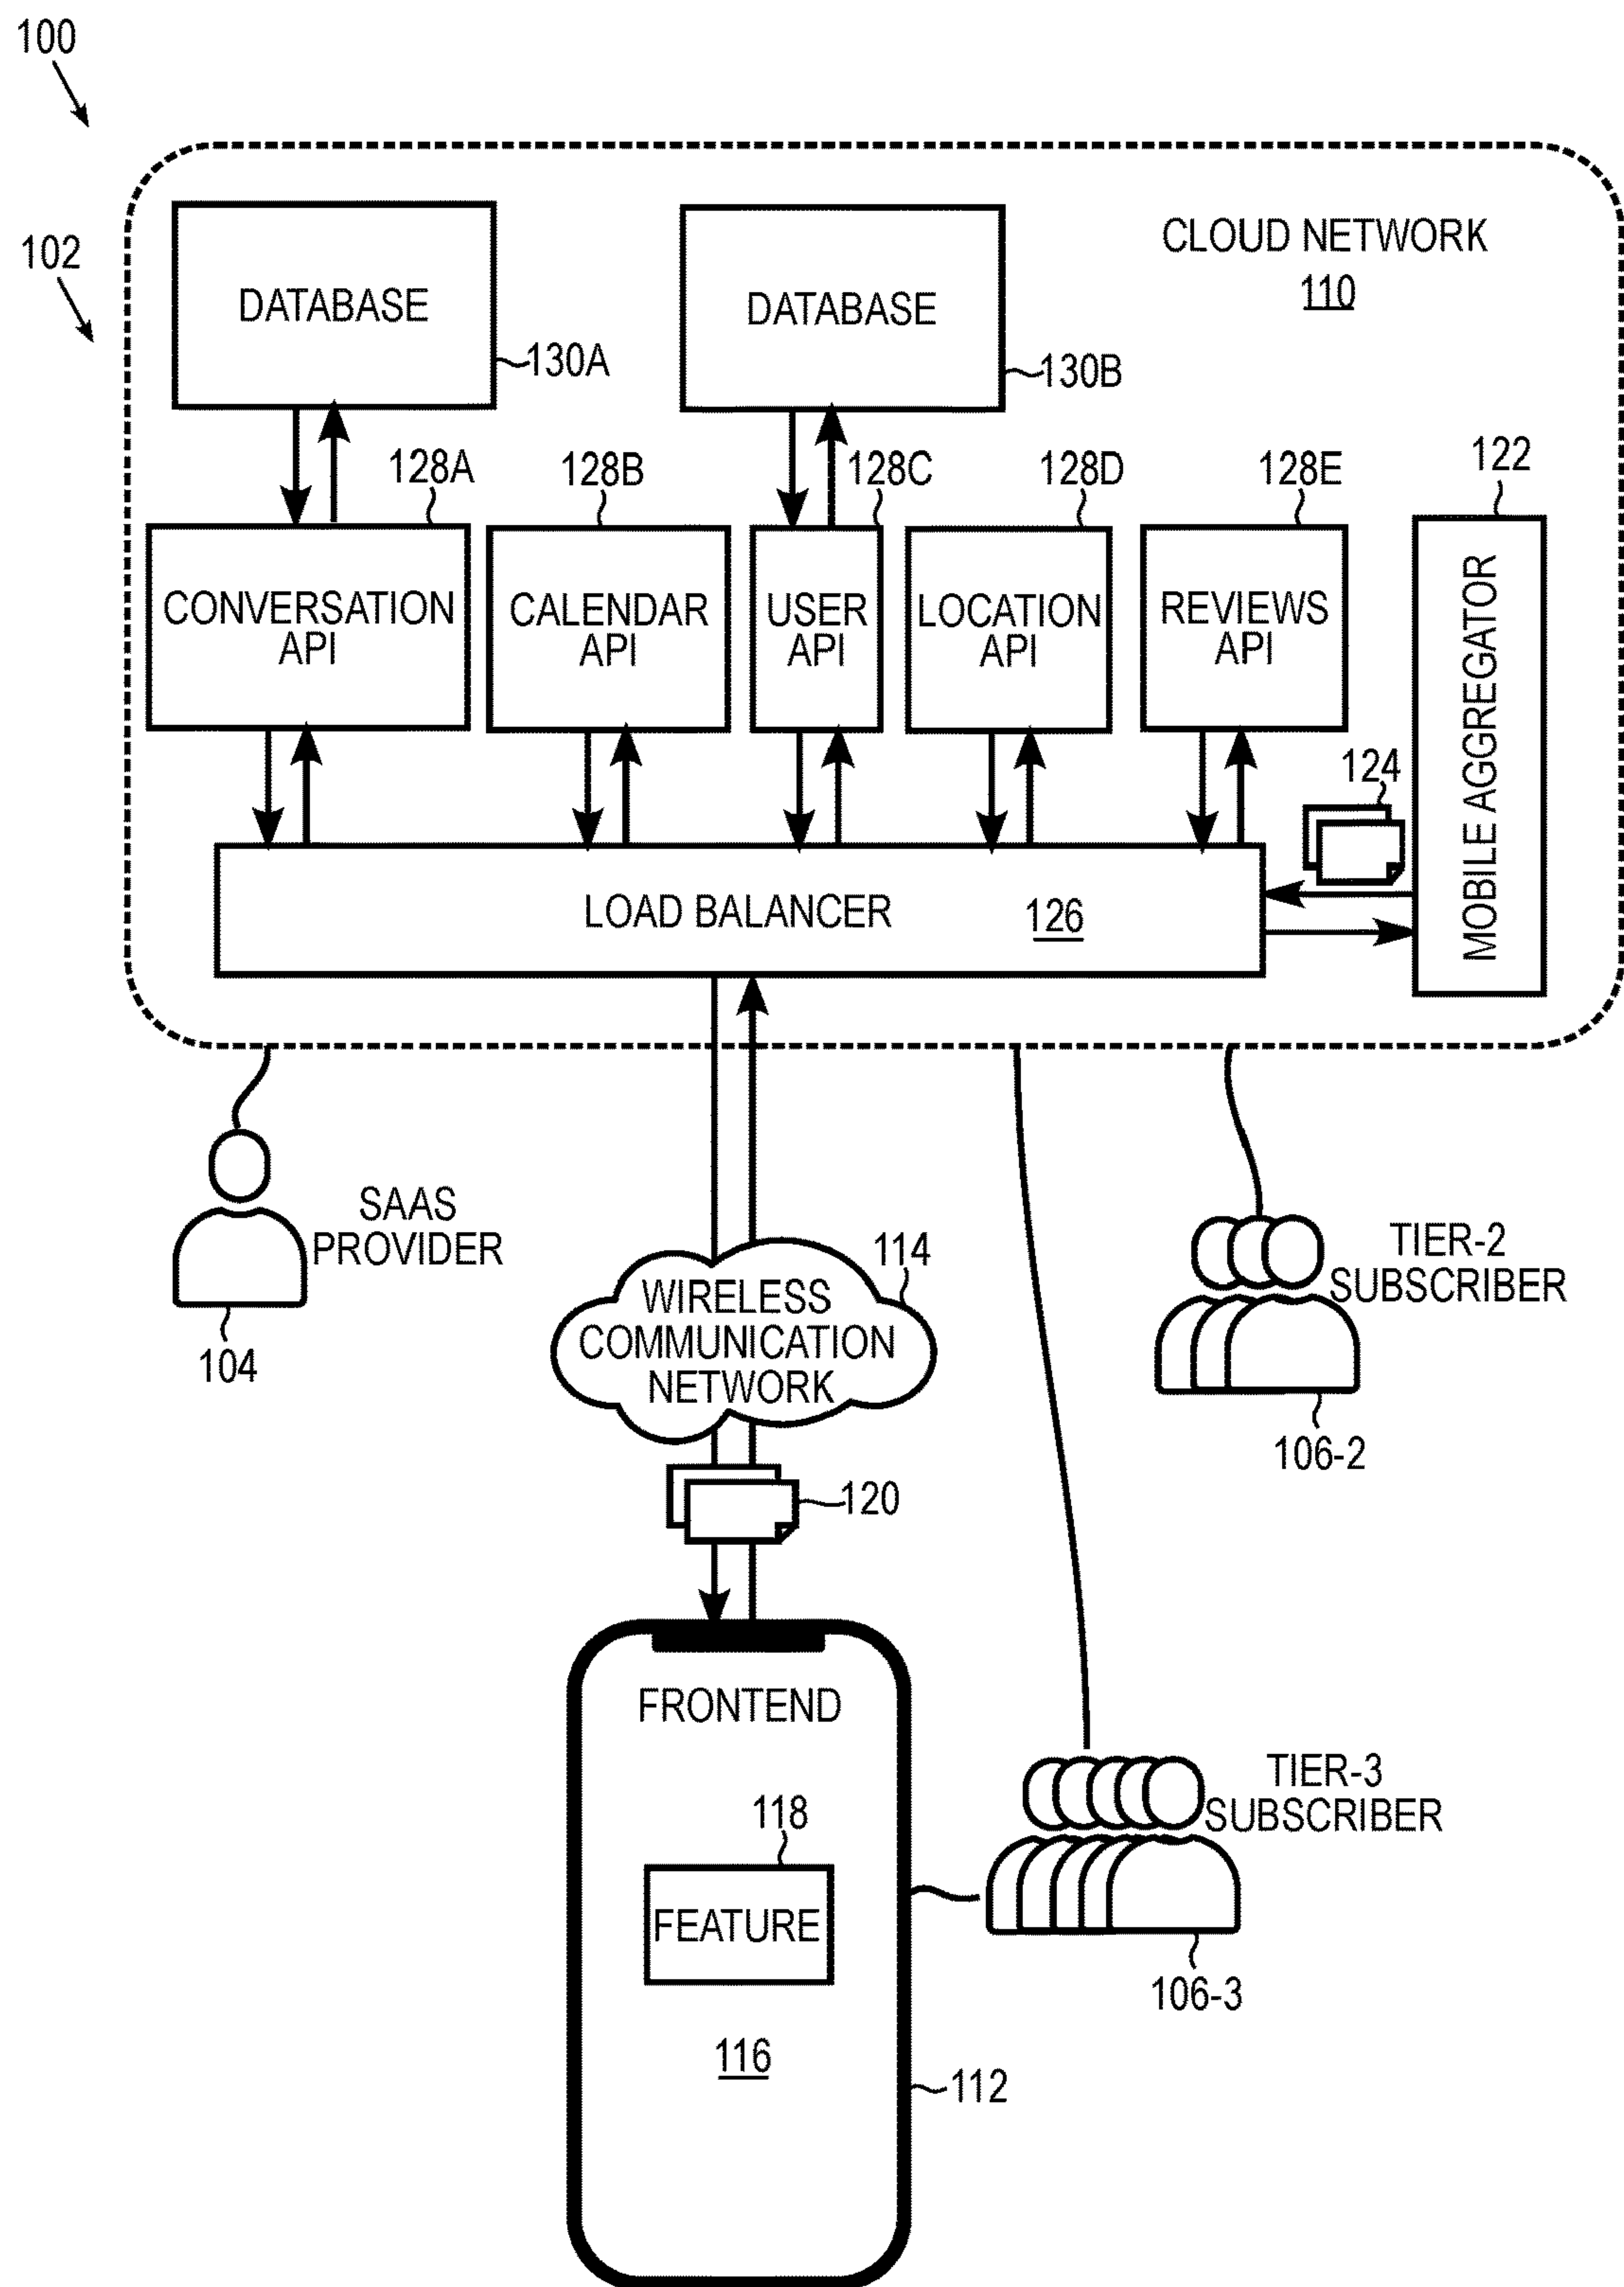 100
102
CLOUD NETWORK
110
DATABASE
130A
DATABASE
130B
128A
128B
128C
128D
128E
122
CONVERSATION
API
CALENDAR
API
USER
API
LOCATION
API
REVIEWS
API
MOBILE AGGREGATOR
124
LOAD BALANCER
126
SAAS
PROVIDER
104
WIRELESS
COMMUNICATION
NETWORK
114
TIER-2
SUBSCRIBER
106-2
120
FRONTEND
118
FEATURE
116
112
TIER-3
SUBSCRIBER
106-3